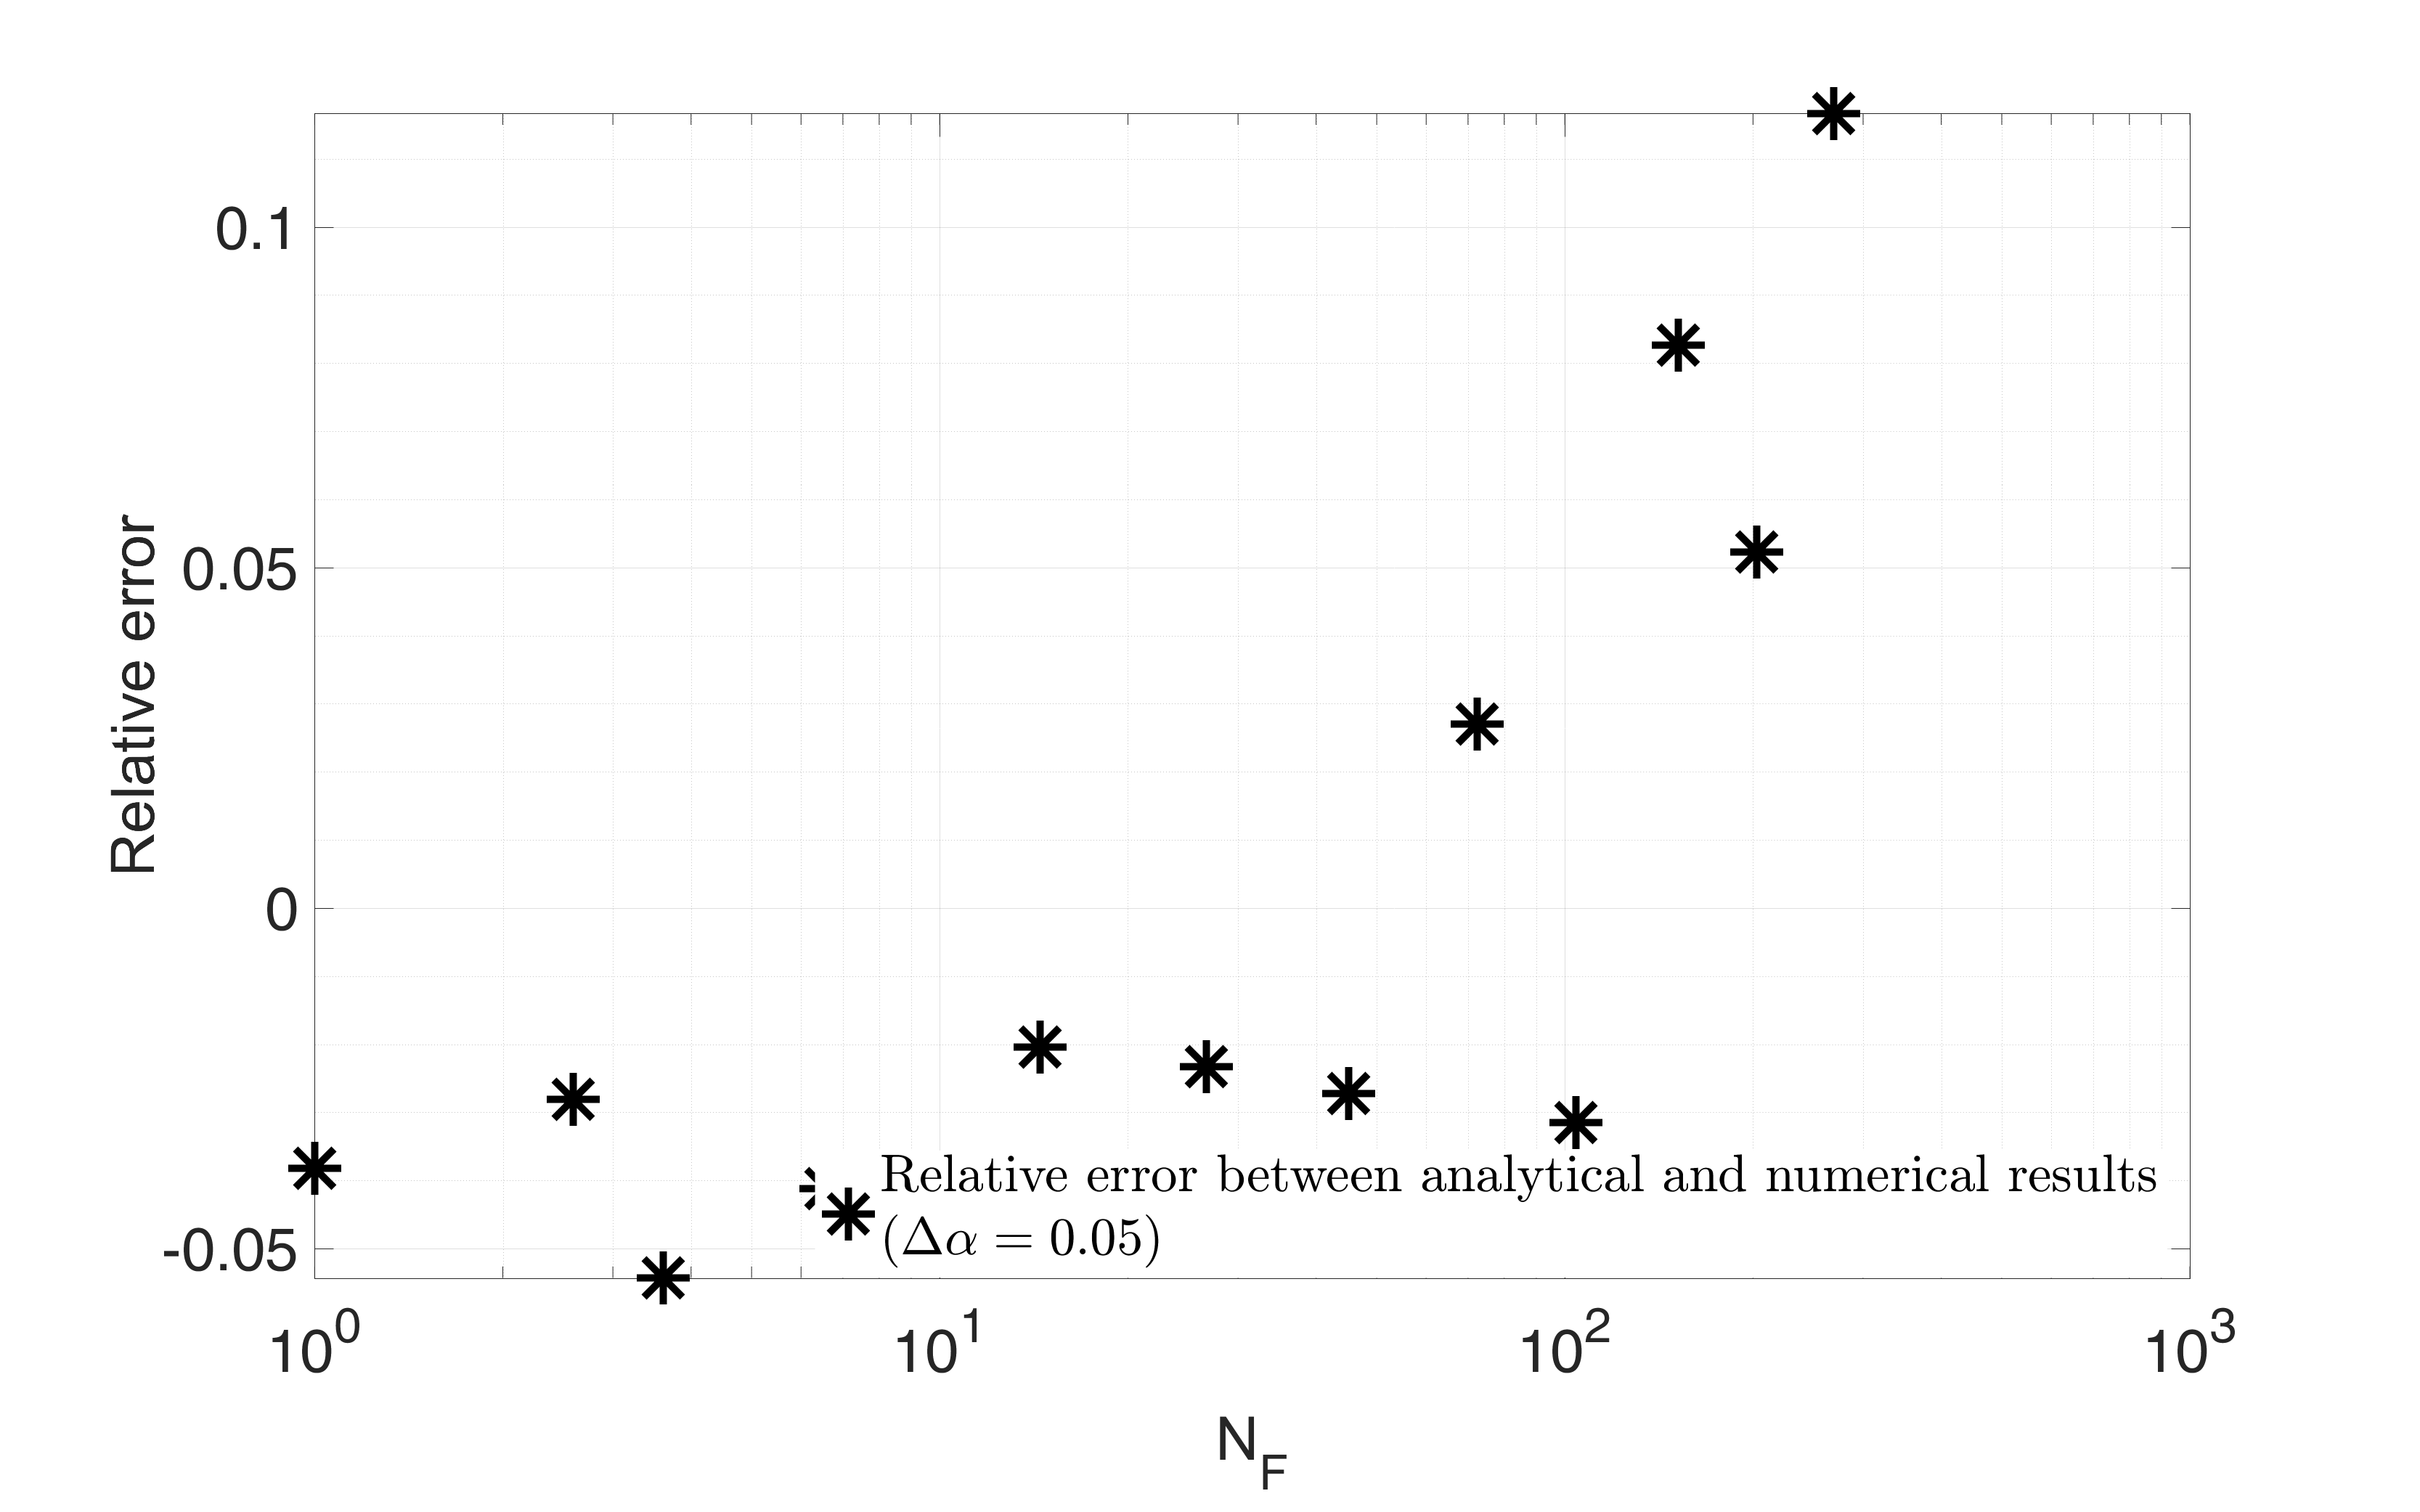 0.1
0.05
0
-0.05
Relative error
10^0
10^1
10^2
10^3
N_F
Relative error between analytical and numerical results
(Δα = 0.05)